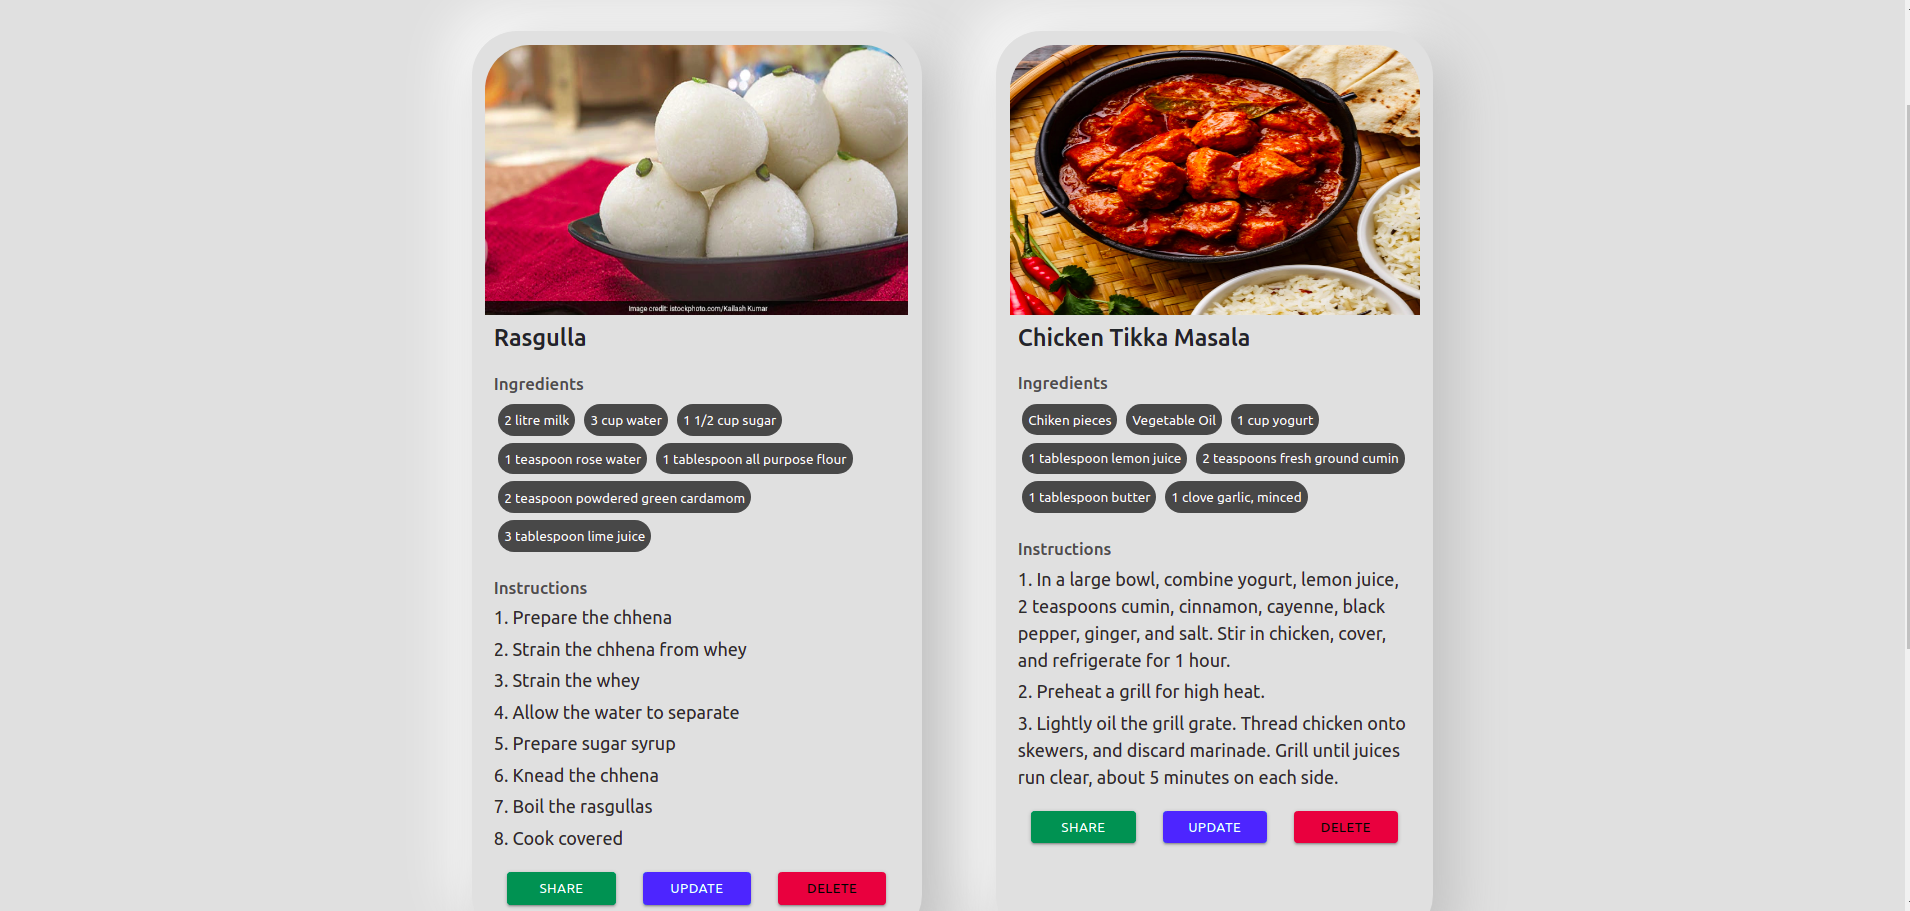 Image credit: istockphoto.com/Kailash Kumar
Rasgulla
Ingredients
2 litre milk
3 cup water
1 1/2 cup sugar
1 teaspoon rose water
1 tablespoon all purpose flour
2 teaspoon powdered green cardamom
3 tablespoon lime juice
Instructions
1. Prepare the chhena
2. Strain the chhena from whey
3. Strain the whey
4. Allow the water to separate
5. Prepare sugar syrup
6. Knead the chhena
7. Boil the rasgullas
8. Cook covered
SHARE
UPDATE
DELETE
Chicken Tikka Masala
Ingredients
Chiken pieces
Vegetable Oil
1 cup yogurt
1 tablespoon lemon juice
2 teaspoons fresh ground cumin
1 tablespoon butter
1 clove garlic, minced
Instructions
1. In a large bowl, combine yogurt, lemon juice,
2 teaspoons cumin, cinnamon, cayenne, black
pepper, ginger, and salt. Stir in chicken, cover,
and refrigerate for 1 hour.
2. Preheat a grill for high heat.
3. Lightly oil the grill grate. Thread chicken onto
skewers, and discard marinade. Grill until juices
run clear, about 5 minutes on each side.
SHARE
UPDATE
DELETE